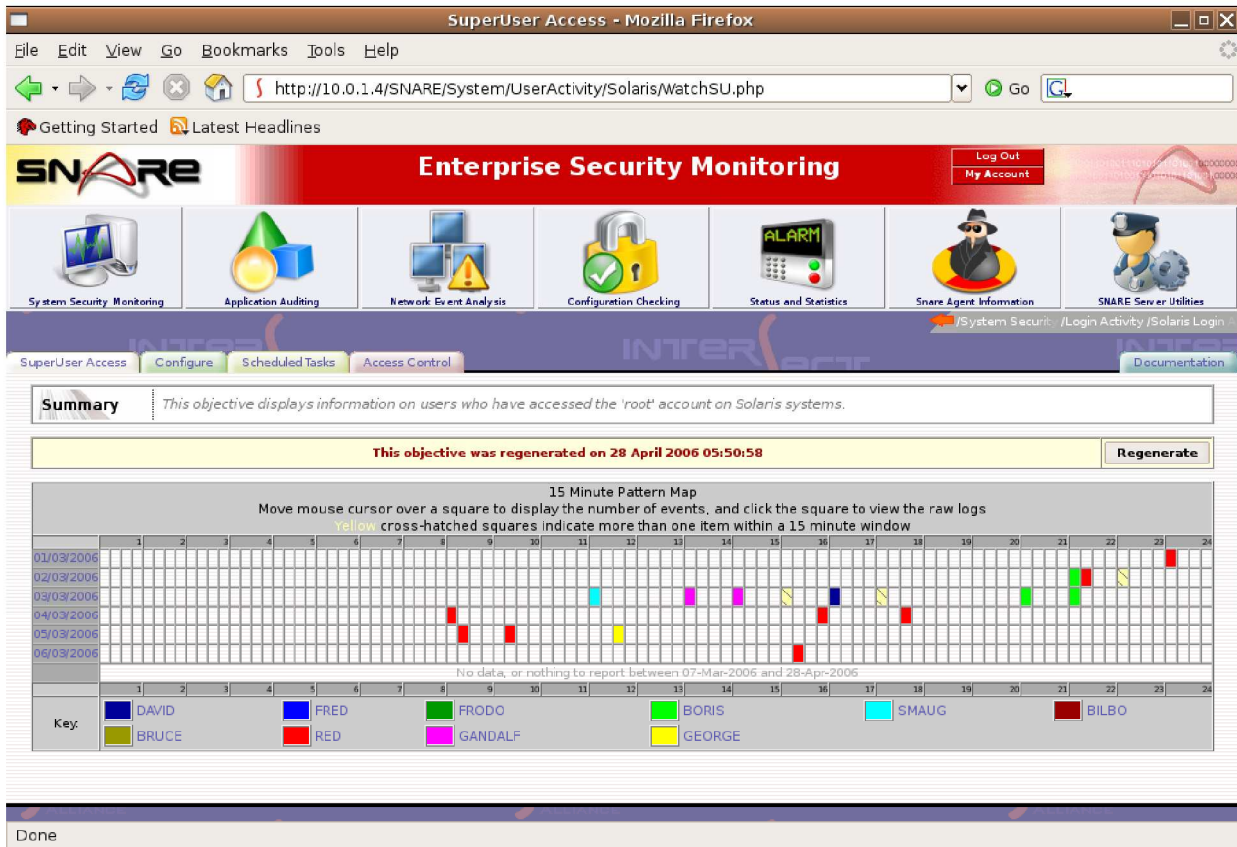 SuperUser Access - Mozilla Firefox
File Edit View Go Bookmarks Tools Help
http://10.0.1.4/SNARE/System/UserActivity/Solaris/WatchSU.php Go G
Getting Started Latest Headlines
SNARE Enterprise Security Monitoring Log Out
My Account
ALARM
System Security Monitoring Application Auditing Network Event Analysis Configuration Checking Status and Statistics Snare Agent Information SNARE Server Utilities
/System Security /Login Activity /Solaris Login
SuperUser Access Configure Scheduled Tasks Access Control Documentation
Summary This objective displays information on users who have accessed the 'root' account on Solaris systems.
This objective was regenerated on 28 April 2006 05:50:58 Regenerate
15 Minute Pattern Map
Move mouse cursor over a square to display the number of events, and click the square to view the raw logs
Yellow cross-hatched squares indicate more than one item within a 15 minute window
1 2 3 4 5 6 7 8 9 10 11 12 13 14 15 16 17 18 19 20 21 22 23 24
01/03/2006
02/03/2006
03/03/2006
04/03/2006
05/03/2006
06/03/2006
No data, or nothing to report between 07-Mar-2006 and 28-Apr-2006
1 2 3 4 5 6 7 8 9 10 11 12 13 14 15 16 17 18 19 20 21 22 23 24
Key: DAVID FRED FRODO BORIS SMAUG BILBO
BRUCE RED GANDALF GEORGE
Done